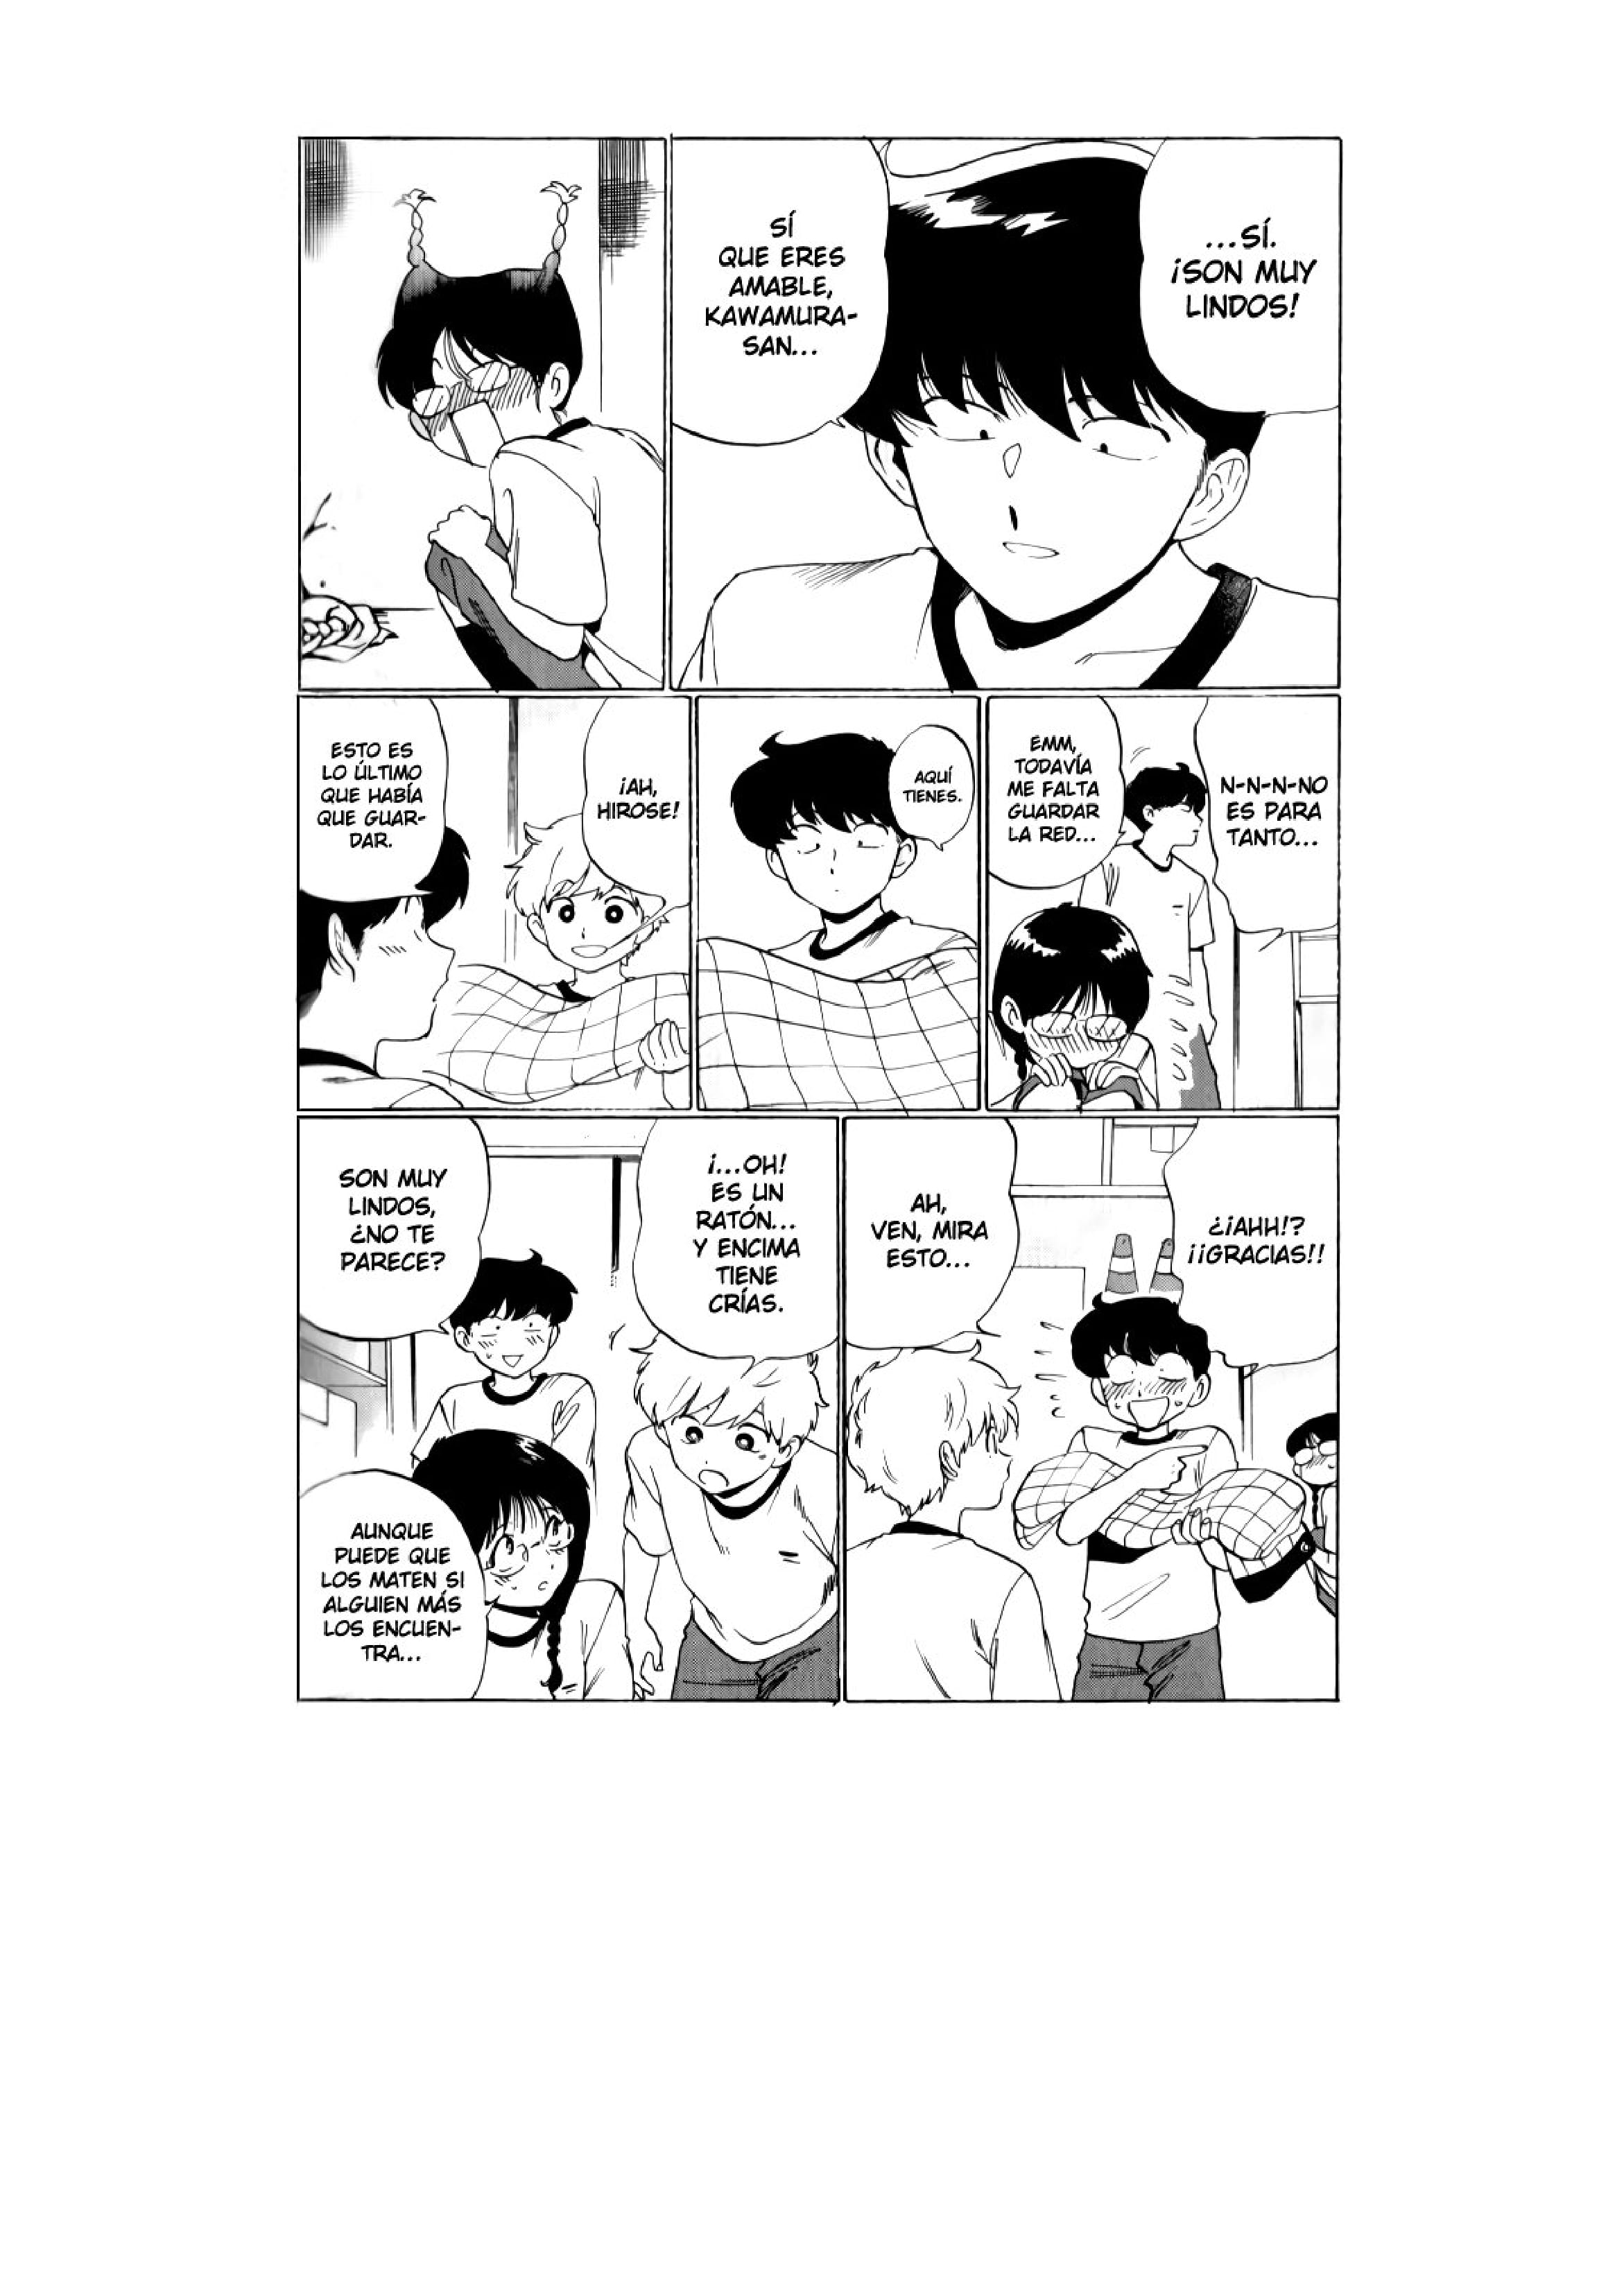 ...SÍ.
¡SON MUY
LINDOS!
SÍ
QUE ERES
AMABLE,
KAWAMURA-
SAN...
N-N-N-NO
ES PARA
TANTO...
EMM,
TODAVÍA
ME FALTA
GUARDAR
LA RED...
AQUÍ
TIENES.
¡AH,
HIROSE!
ESTO ES
LO ÚLTIMO
QUE HABÍA
QUE GUAR-
DAR.
¿¡AHH!?
¡¡GRACIAS!!
AH,
VEN, MIRA
ESTO...
¡...OH!
ES UN
RATÓN...
Y ENCIMA
TIENE
CRÍAS.
SON MUY
LINDOS,
¿NO TE
PARECE?
AUNQUE
PUEDE QUE
LOS MATEN SI
ALGUIEN MÁS
LOS ENCUEN-
TRA...